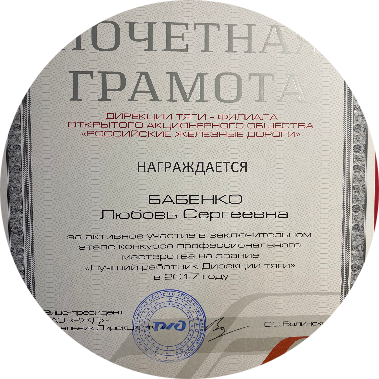 ПОЧЕТНАЯ
ГРАМОТА
ДИРЕКЦИИ ТЯГИ - ФИЛИАЛА
ОТКРЫТОГО АКЦИОНЕРНОГО ОБЩЕСТВА
«РОССИЙСКИЕ ЖЕЛЕЗНЫЕ ДОРОГИ»
НАГРАЖДАЕТСЯ
БАБЕНКО
Любовь Сергеевна
за активное участие в заключительном
этапе конкурса профессионального
мастерства на звание
«Лучший работник Дирекции тяги»
в 2017 году